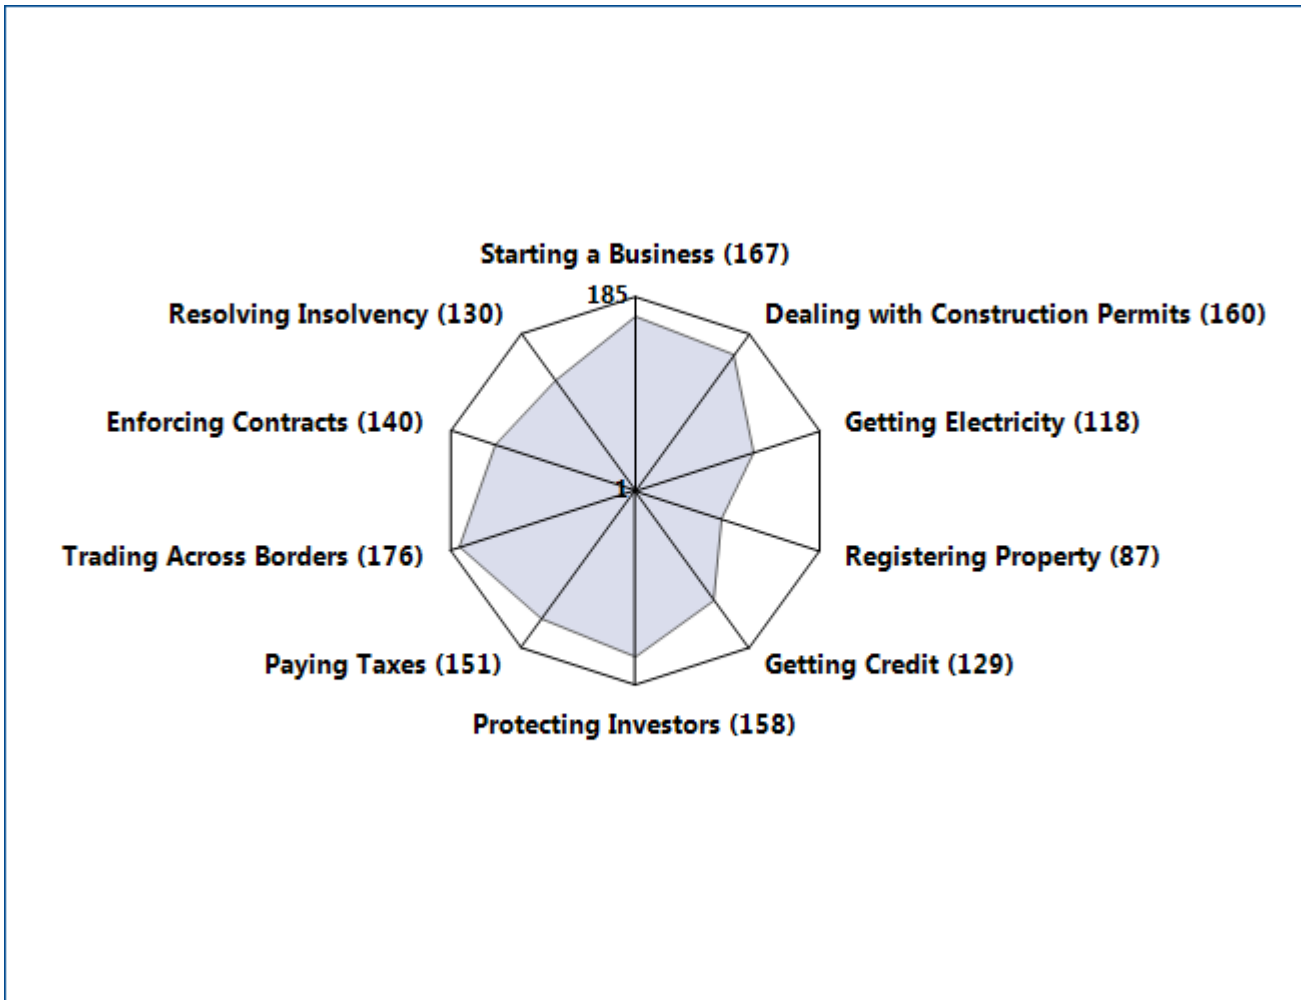 Starting a Business (167)
185
Resolving Insolvency (130)
Dealing with Construction Permits (160)
Enforcing Contracts (140)
Getting Electricity (118)
1
Trading Across Borders (176)
Registering Property (87)
Paying Taxes (151)
Getting Credit (129)
Protecting Investors (158)